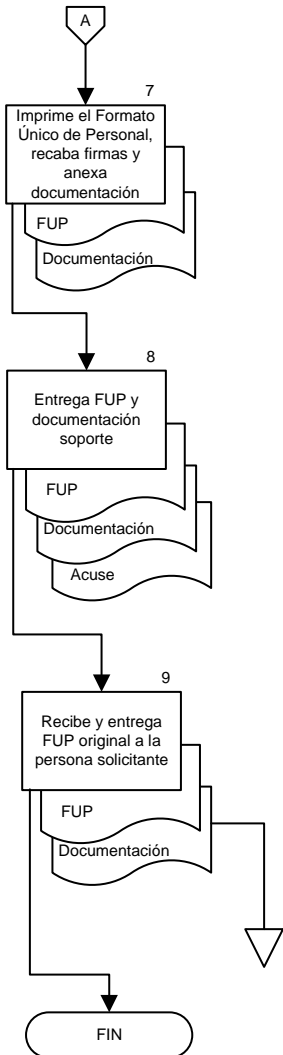 A
7
Imprime el Formato
Único de Personal,
recaba firmas y
anexa
documentación
FUP
Documentación
8
Entrega FUP y
documentación
soporte
FUP
Documentación
Acuse
9
Recibe y entrega
FUP original a la
persona solicitante
FUP
Documentación
FIN